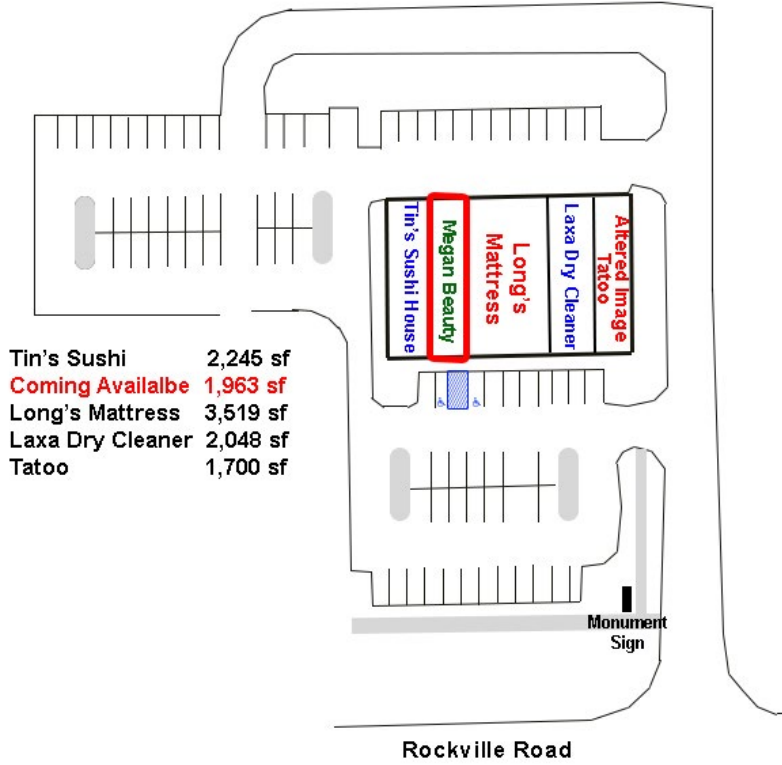 Tin's Sushi House
Megan Beauty
Long's
Mattress
Laxa Dry Cleaner
Altered Image
Tatoo
Tin's Sushi 2,245 sf
Coming Availalbe 1,963 sf
Long's Mattress 3,519 sf
Laxa Dry Cleaner 2,048 sf
Tatoo 1,700 sf
Monument
Sign
Rockville Road